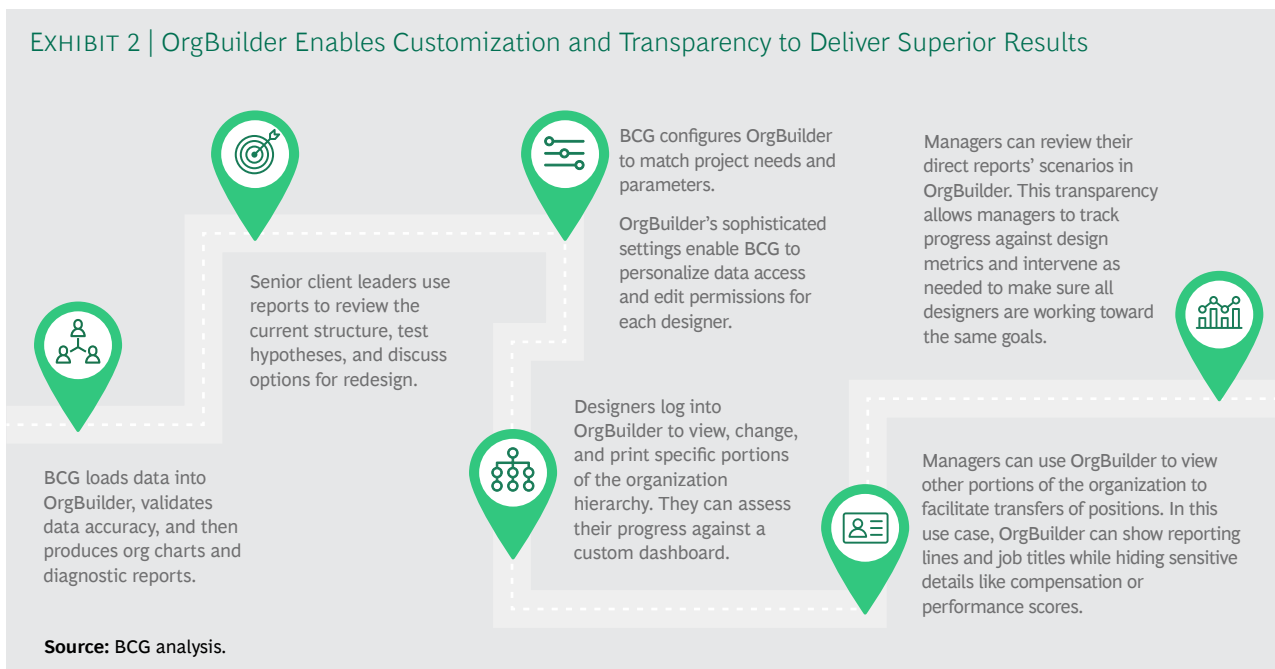 EXHIBIT 2 | OrgBuilder Enables Customization and Transparency to Deliver Superior Results
BCG loads data into
OrgBuilder, validates
data accuracy, and then
produces org charts and
diagnostic reports.
Senior client leaders use
reports to review the
current structure, test
hypotheses, and discuss
options for redesign.
BCG configures OrgBuilder
to match project needs and
parameters.
OrgBuilder’s sophisticated
settings enable BCG to
personalize data access
and edit permissions for
each designer.
Designers log into
OrgBuilder to view, change,
and print specific portions
of the organization
hierarchy. They can assess
their progress against a
custom dashboard.
Managers can use OrgBuilder to view
other portions of the organization to
facilitate transfers of positions. In this
use case, OrgBuilder can show reporting
lines and job titles while hiding sensitive
details like compensation or
performance scores.
Managers can review their
direct reports’ scenarios in
OrgBuilder. This transparency
allows managers to track
progress against design
metrics and intervene as
needed to make sure all
designers are working toward
the same goals.
Source: BCG analysis.